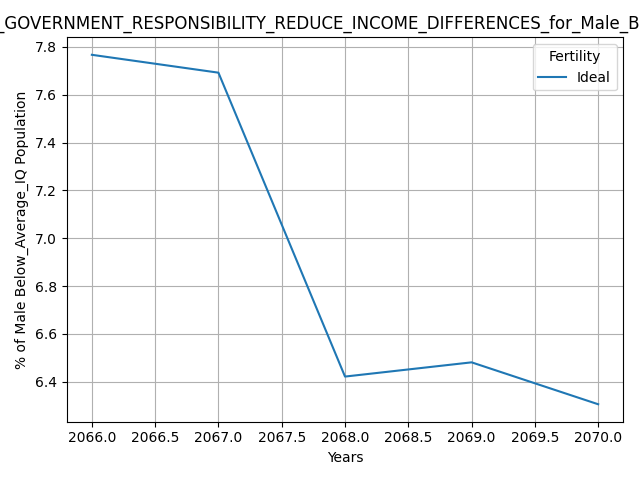 _GOVERNMENT_RESPONSIBILITY_REDUCE_INCOME_DIFFERENCES_for_Male_B
Fertility
Ideal
7.8
7.6
7.4
7.2
7.0
6.8
6.6
6.4
% of Male Below_Average_IQ Population
2066.0 2066.5 2067.0 2067.5 2068.0 2068.5 2069.0 2069.5 2070.0
Years